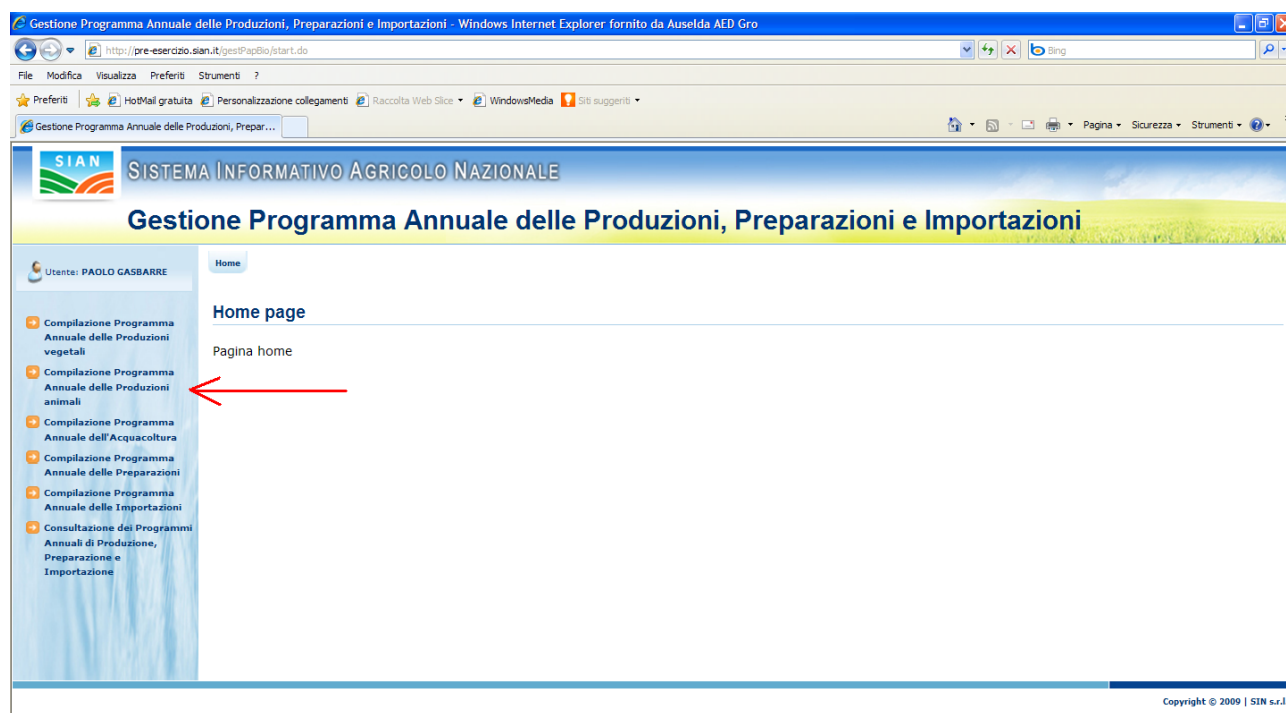 Gestione Programma Annuale delle Produzioni, Preparazioni e Importazioni - Windows Internet Explorer fornito da Auselda AED Gro
http://pre-esercizio.sian.it/gestPapBio/start.do
Bing
File Modifica Visualizza Preferiti Strumenti ?
Preferiti HotMail gratuita Personalizzazione collegamenti Raccolta Web Slice WindowsMedia Siti suggeriti
Gestione Programma Annuale delle Produzioni, Prepar...
Pagina Sicurezza Strumenti
SIAN
SISTEMA INFORMATIVO AGRICOLO NAZIONALE
Gestione Programma Annuale delle Produzioni, Preparazioni e Importazioni
Utente: PAOLO GASBARRE
Home
Home page
Pagina home
Compilazione Programma
Annuale delle Produzioni
vegetali
Compilazione Programma
Annuale delle Produzioni
animali
Compilazione Programma
Annuale dell'Acquacoltura
Compilazione Programma
Annuale delle Preparazioni
Compilazione Programma
Annuale delle Importazioni
Consultazione dei Programmi
Annuali di Produzione,
Preparazione e
Importazione
Copyright © 2009 | SIN s.r.l